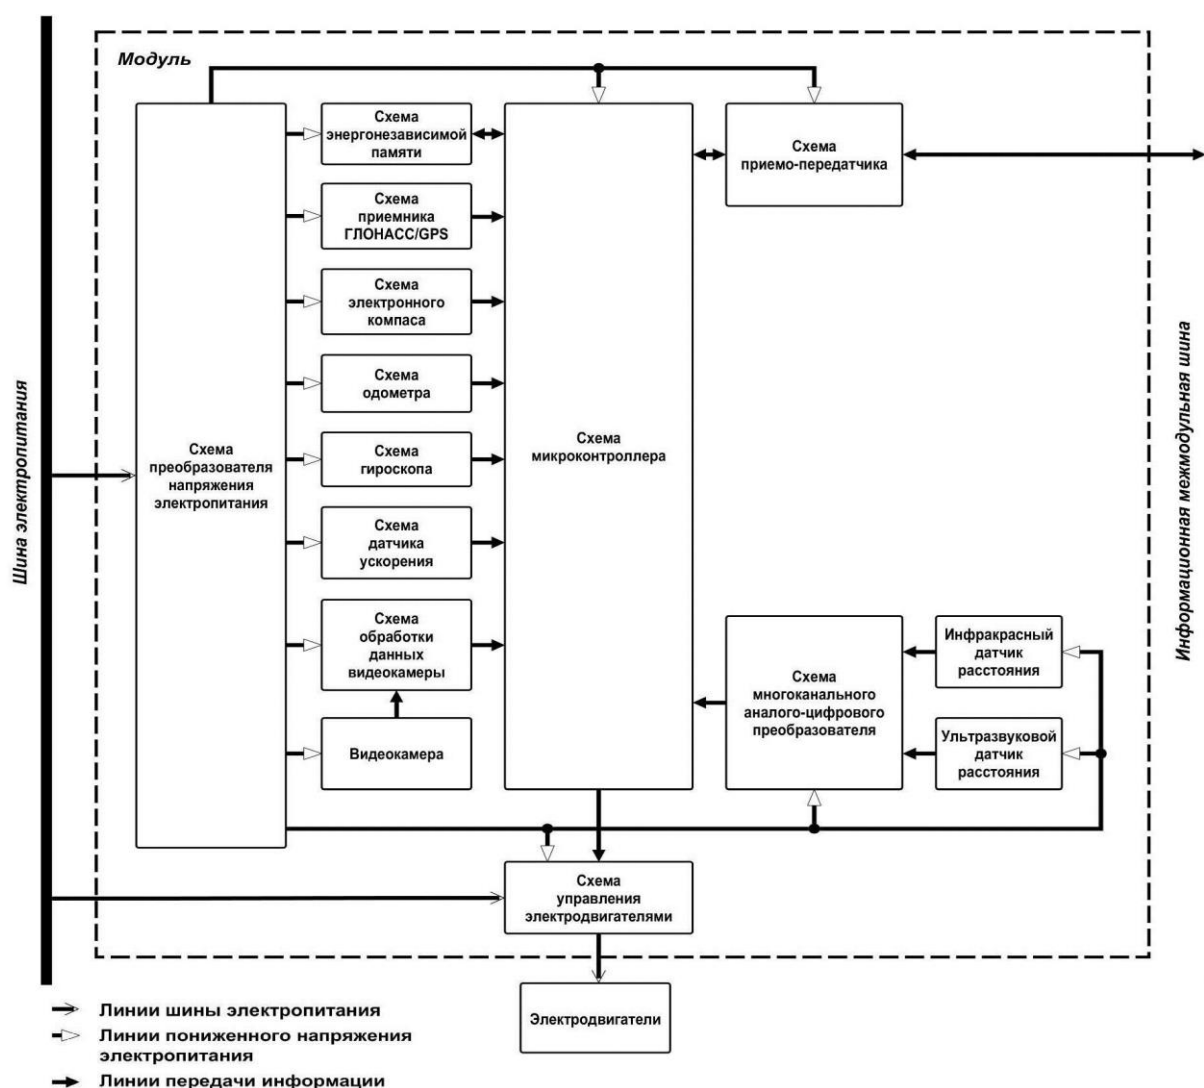 Модуль
Схема
энергонезависимой
памяти
Схема
приемо-передатчика
Схема
приемника
ГЛОНАСС/GPS
Схема
электронного
компаса
Схема
одометра
Схема
преобразователя
напряжения
электропитания
Схема
микроконтроллера
Схема
гироскопа
Схема
датчика
ускорения
Схема
обработки
данных
видеокамеры
Видеокамера
Схема
многоканального
аналого-цифрового
преобразователя
Инфракрасный
датчик
расстояния
Ультразвуковой
датчик
расстояния
Схема
управления
электродвигателями
Электродвигатели
Шина электропитания
Информационная межмодульная шина
Линии шины электропитания
Линии пониженного напряжения
электропитания
Линии передачи информации